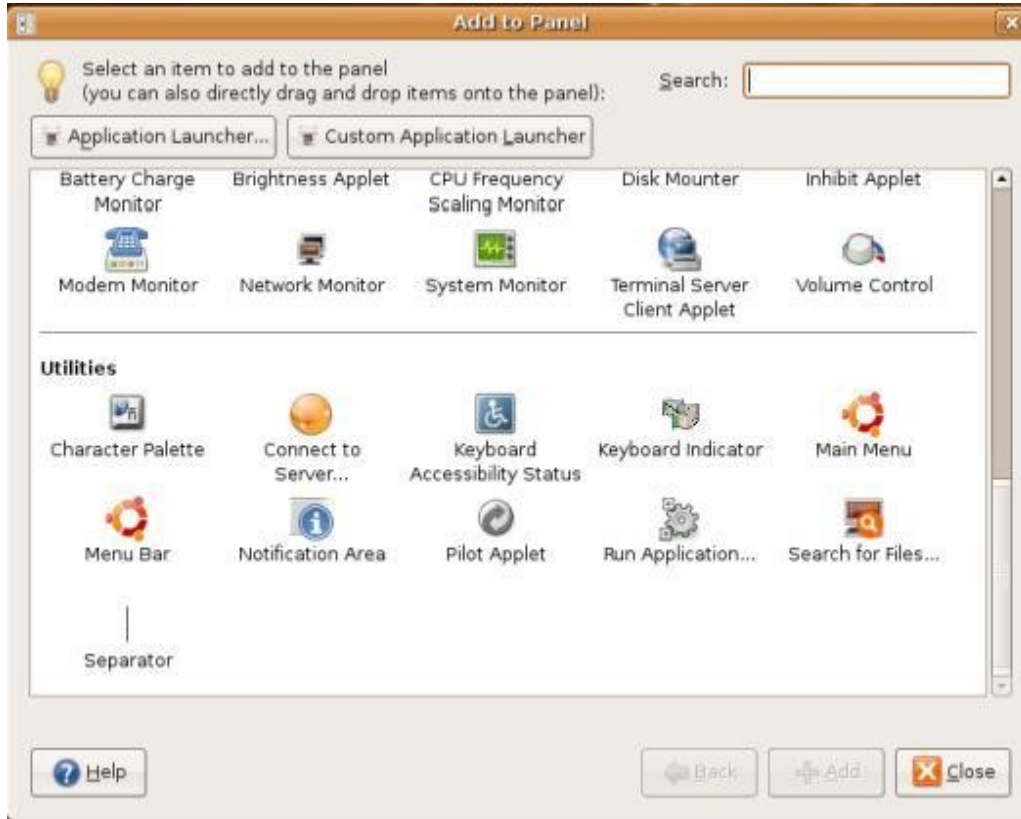 Add to Panel
Select an item to add to the panel
(you can also directly drag and drop items onto the panel):
Search:
Application Launcher...
Custom Application Launcher
Battery Charge
Monitor
Brightness Applet
CPU Frequency
Scaling Monitor
Disk Mounter
Inhibit Applet
Modem Monitor
Network Monitor
System Monitor
Terminal Server
Client Applet
Volume Control
Utilities
Character Palette
Connect to
Server...
Keyboard
Accessibility Status
Keyboard Indicator
Main Menu
Menu Bar
Notification Area
Pilot Applet
Run Application...
Search for Files...
Separator
Help
Back
Add
Close